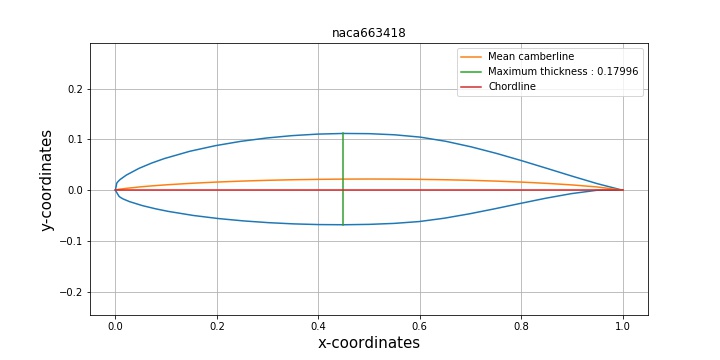 naca663418
Mean camberline
Maximum thickness : 0.17996
Chordline
y-coordinates
0.2
0.1
0.0
−0.1
−0.2
0.0 0.2 0.4 0.6 0.8 1.0
x-coordinates